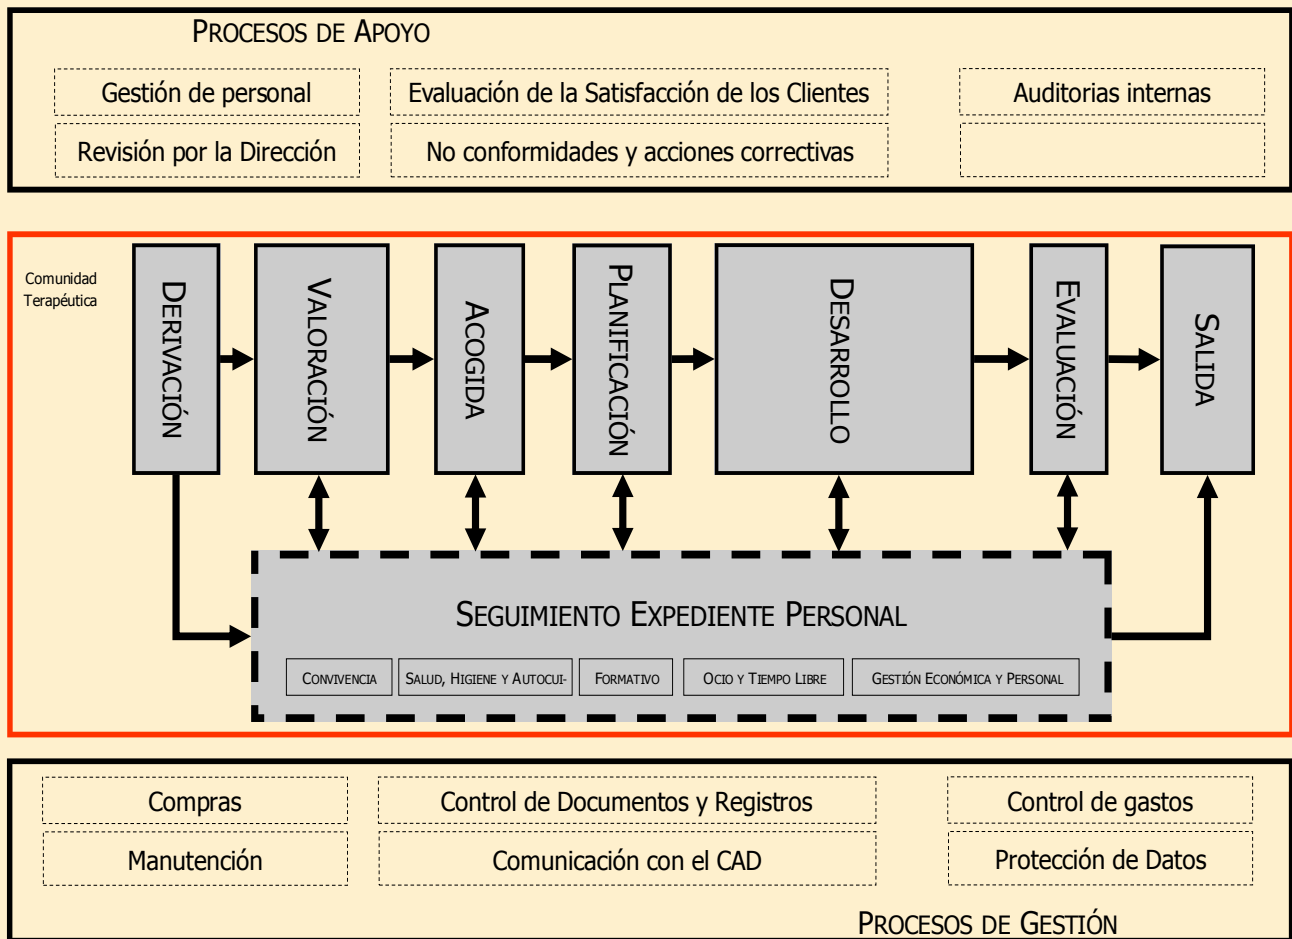 PROCESOS DE APOYO
Gestión de personal
Evaluación de la Satisfacción de los Clientes
Auditorias internas
Revisión por la Dirección
No conformidades y acciones correctivas
Comunidad
Terapéutica
DERIVACIÓN
VALORACIÓN
ACOGIDA
PLANIFICACIÓN
DESARROLLO
EVALUACIÓN
SALIDA
SEGUIMIENTO EXPEDIENTE PERSONAL
CONVIVENCIA
SALUD, HIGIENE Y AUTOCUI-
FORMATIVO
OCIO Y TIEMPO LIBRE
GESTIÓN ECONÓMICA Y PERSONAL
Compras
Control de Documentos y Registros
Control de gastos
Manutención
Comunicación con el CAD
Protección de Datos
PROCESOS DE GESTIÓN